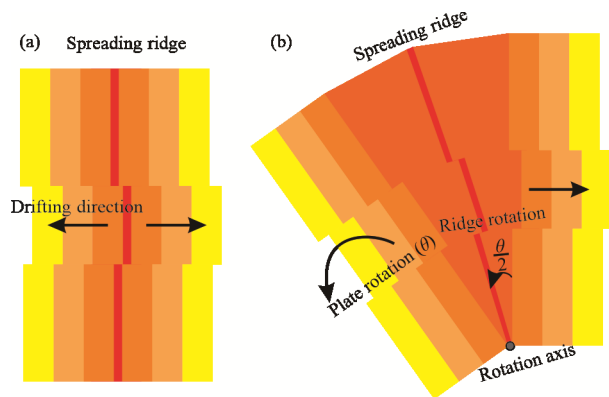 (a)
Spreading ridge
Drifting direction
(b)
Spreading ridge
Ridge rotation
θ/2
Plate rotation (θ)
Rotation axis